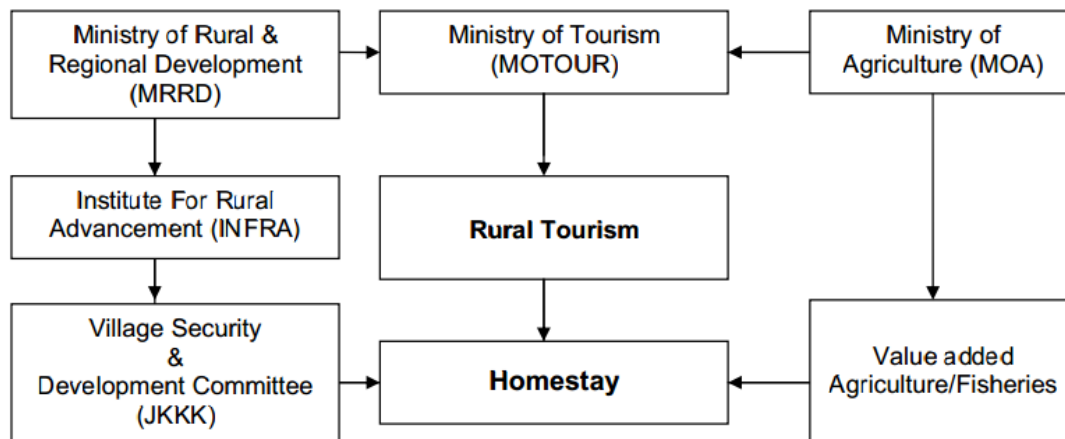 Ministry of Rural &
Regional Development
(MRRD)
Ministry of Tourism
(MOTOUR)
Ministry of
Agriculture (MOA)
Institute For Rural
Advancement (INFRA)
Rural Tourism
Village Security
&
Development Committee
(JKKK)
Homestay
Value added
Agriculture/Fisheries